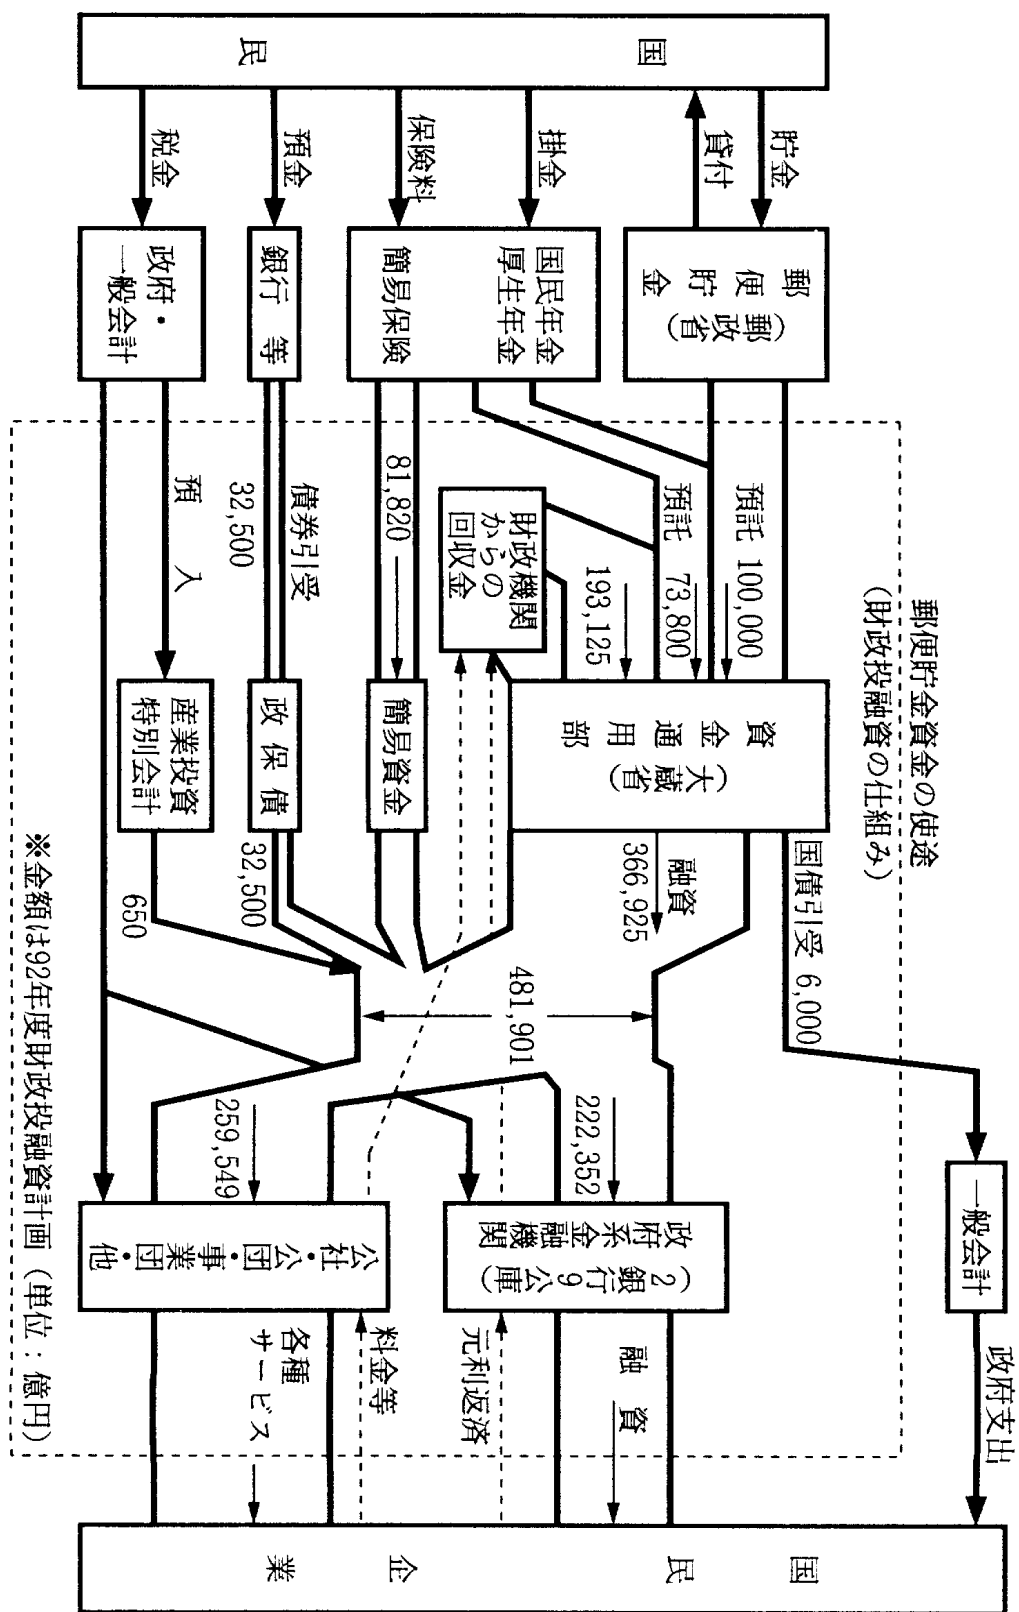 郵便貯金資金の使途
(財政投融資の仕組み)
国民
貯金
貸付
掛金
保険料
預金
税金
郵便貯金
(郵政省)
国民年金
厚生年金
簡易保険
銀行等
政府・
一般会計
預託 100,000
預託 73,800
193,125
財政機関
からの
回収金
81,820
債券引受
32,500
預入
資金運用部
(大蔵省)
簡易資金
政保債
産業投資
特別会計
国債引受 6,000
融資
366,925
32,500
650
481,901
222,352
259,549
一般会計
政府系金融機関
(2銀行9公庫)
公社・公団・
事業団・他
政府支出
融資
元利返済
料金等
各種
サービス
国民企業
※金額は92年度財政投融資計画(単位:億円)